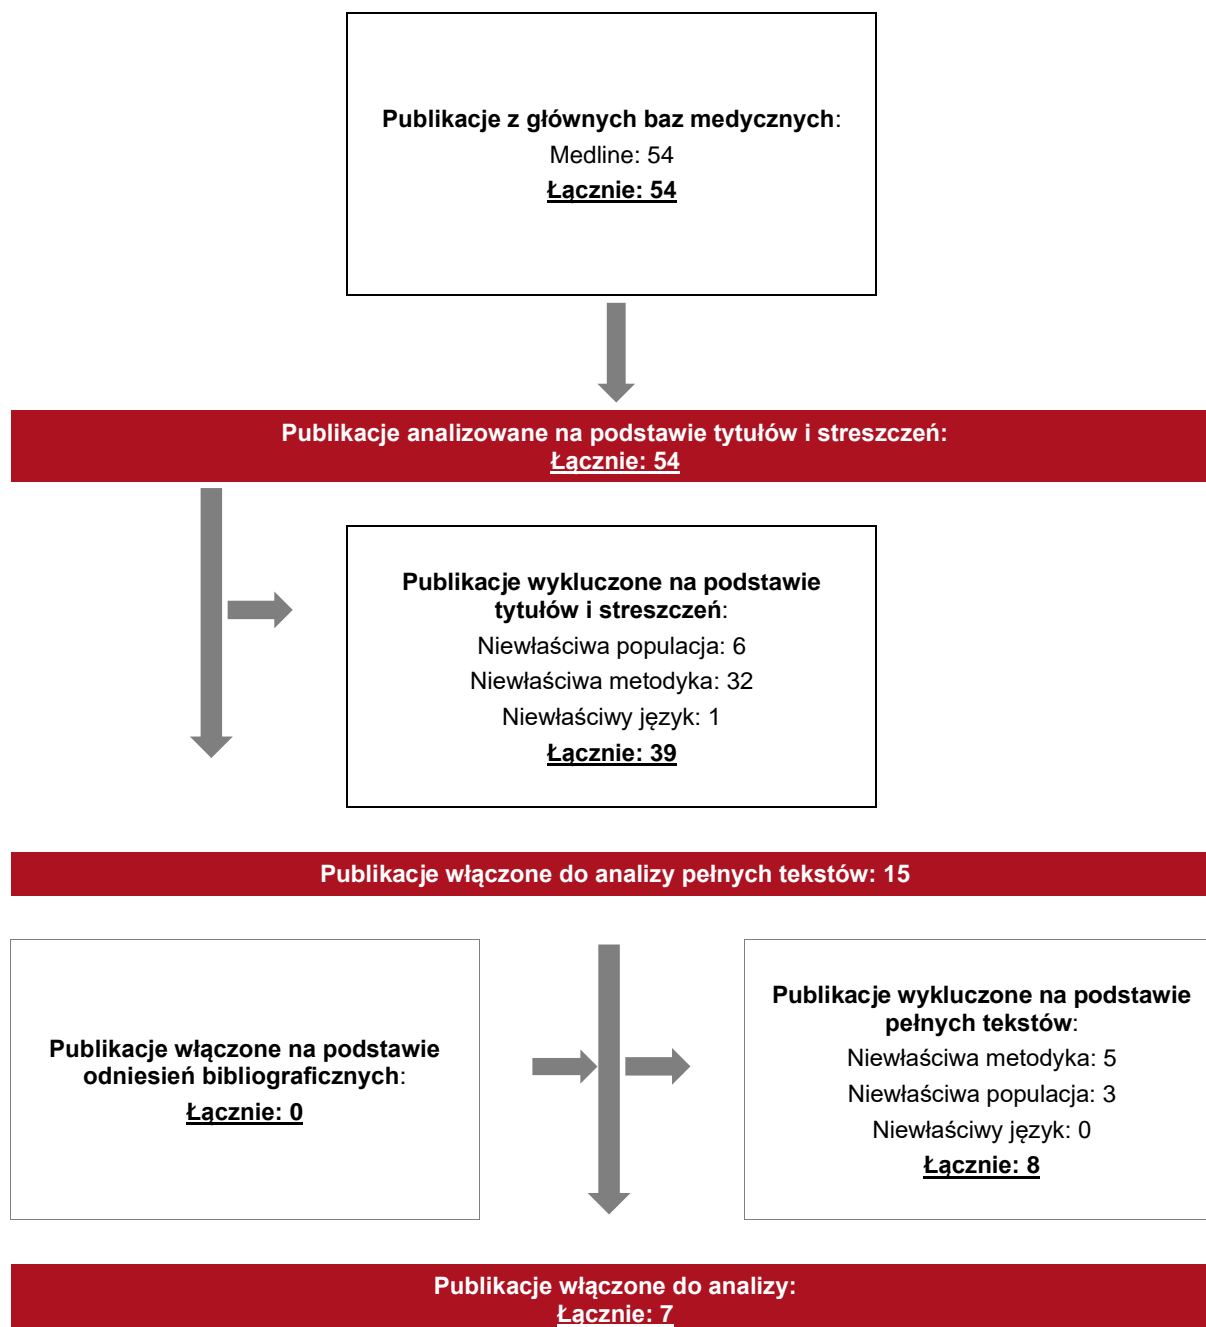 Publikacje z głównych baz medycznych:
Medline: 54
Łącznie: 54
Publikacje analizowane na podstawie tytułów i streszczeń:
Łącznie: 54
Publikacje wykluczone na podstawie
tytułów i streszczeń:
Niewłaściwa populacja: 6
Niewłaściwa metodyka: 32
Niewłaściwy język: 1
Łącznie: 39
Publikacje włączone do analizy pełnych tekstów: 15
Publikacje włączone na podstawie
odniesień bibliograficznych:
Łącznie: 0
Publikacje wykluczone na podstawie
pełnych tekstów:
Niewłaściwa metodyka: 5
Niewłaściwa populacja: 3
Niewłaściwy język: 0
Łącznie: 8
Publikacje włączone do analizy:
Łącznie: 7